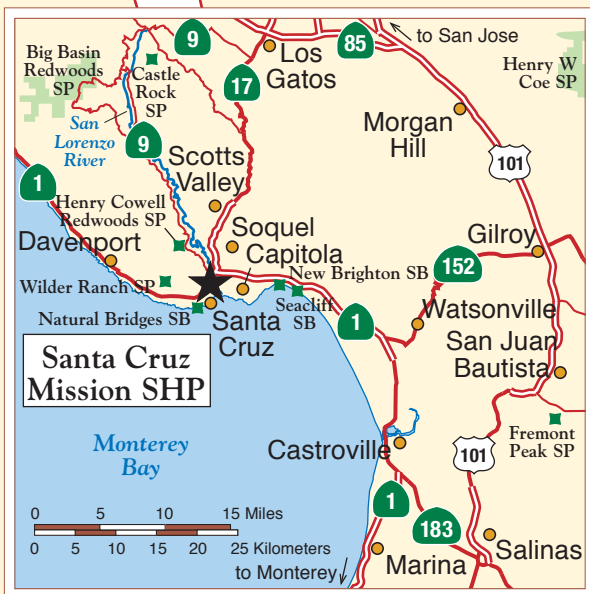 9
85
to San Jose
Big Basin
Redwoods
SP
Castle
Rock
SP
Los
Gatos
Henry W
Coe SP
17
San
Lorenzo
River
9
Morgan
Hill
101
Scotts
Valley
1
Henry Cowell
Redwoods SP
Davenport
Soquel
Capitola
Gilroy
152
New Brighton SB
Wilder Ranch SP
Seacliff
SB
Natural Bridges SB
Santa
Cruz
1
Watsonville
San Juan
Bautista
Santa Cruz
Mission SHP
Monterey
Bay
Castroville
101
Fremont
Peak SP
1
183
0 5 10 15 Miles
0 5 10 15 20 25 Kilometers
to Monterey
Marina
Salinas